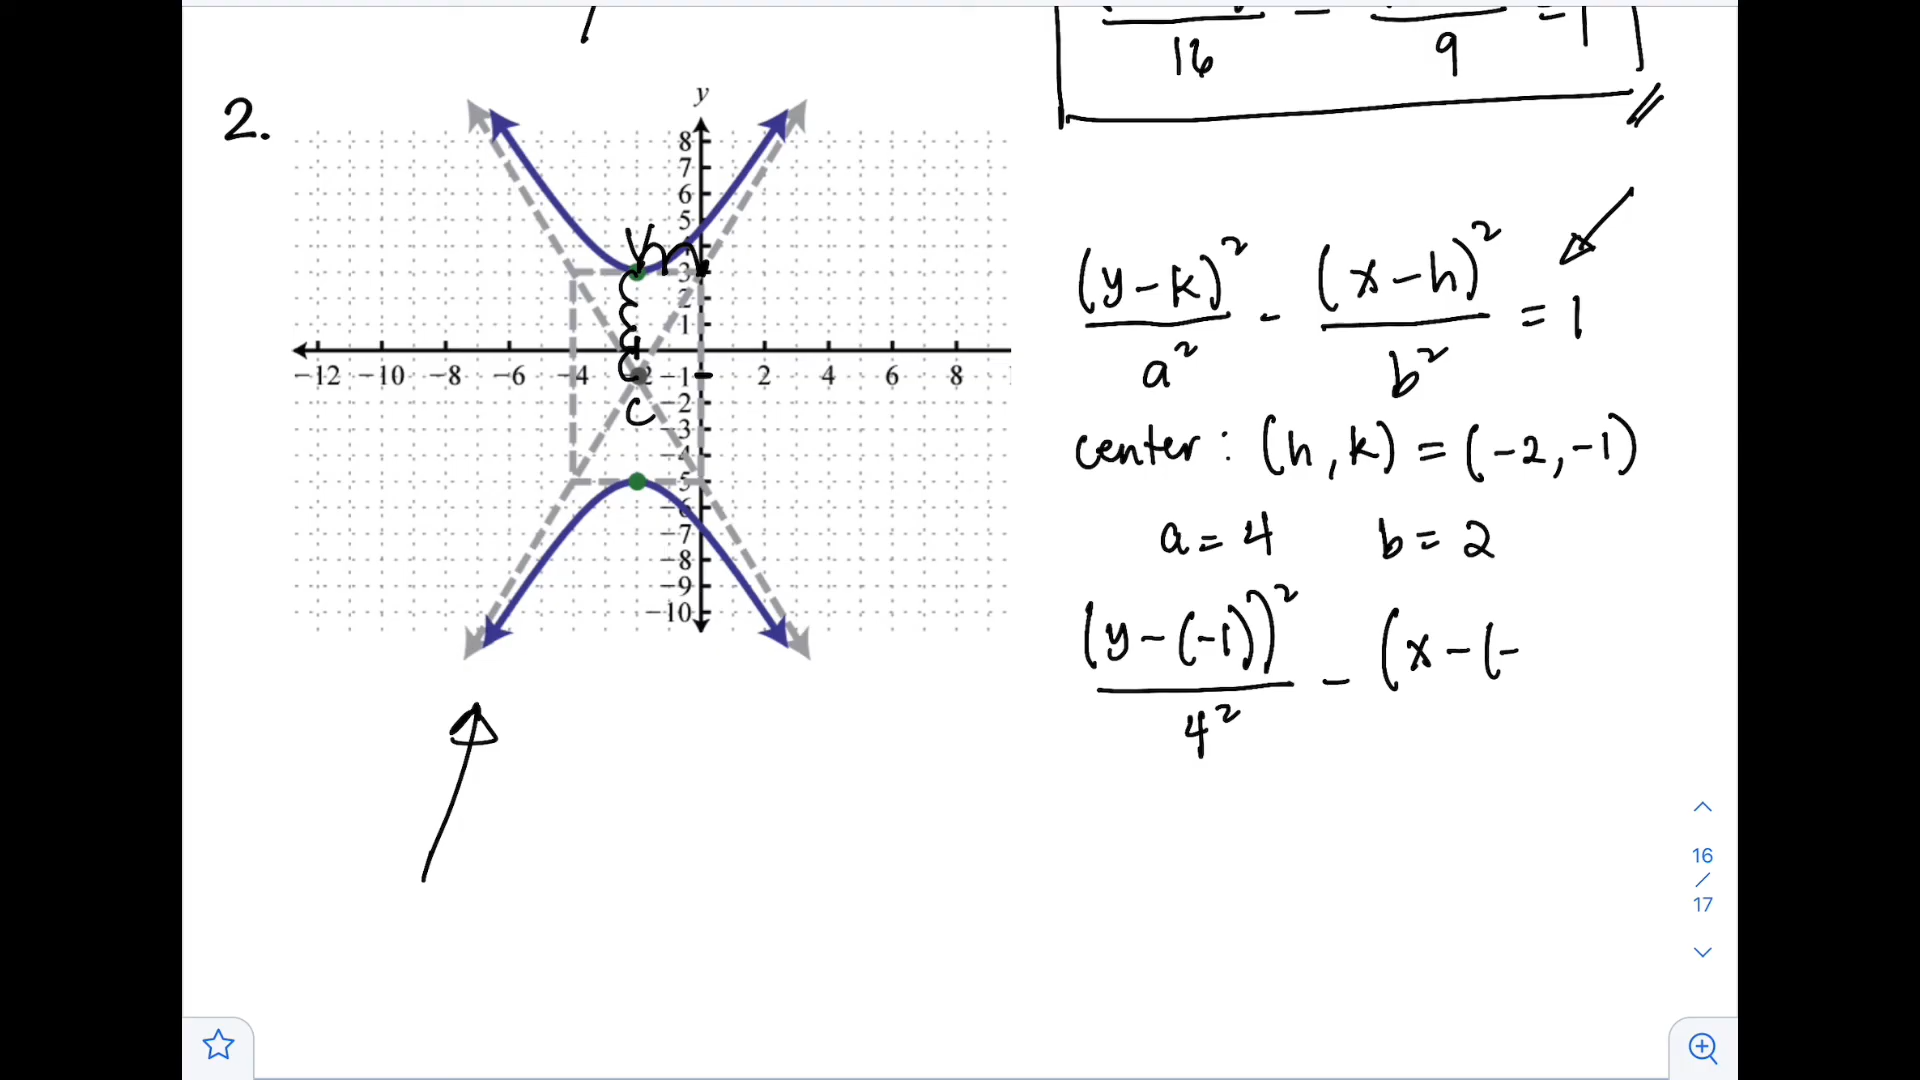 16 9
2.
y
8
7
6
5
4
3
2
1
V
−12 −10 −8 −6 −4 −2 −1 2 4 6 8
C
−2
−3
−4
−5
−6
−7
−8
−9
−10
(y-k)² / a² - (x-h)² / b² = 1
center: (h,k) = (-2,-1)
a = 4 b = 2
(y-(-1))² / 4² - (x-(-
16
/
17